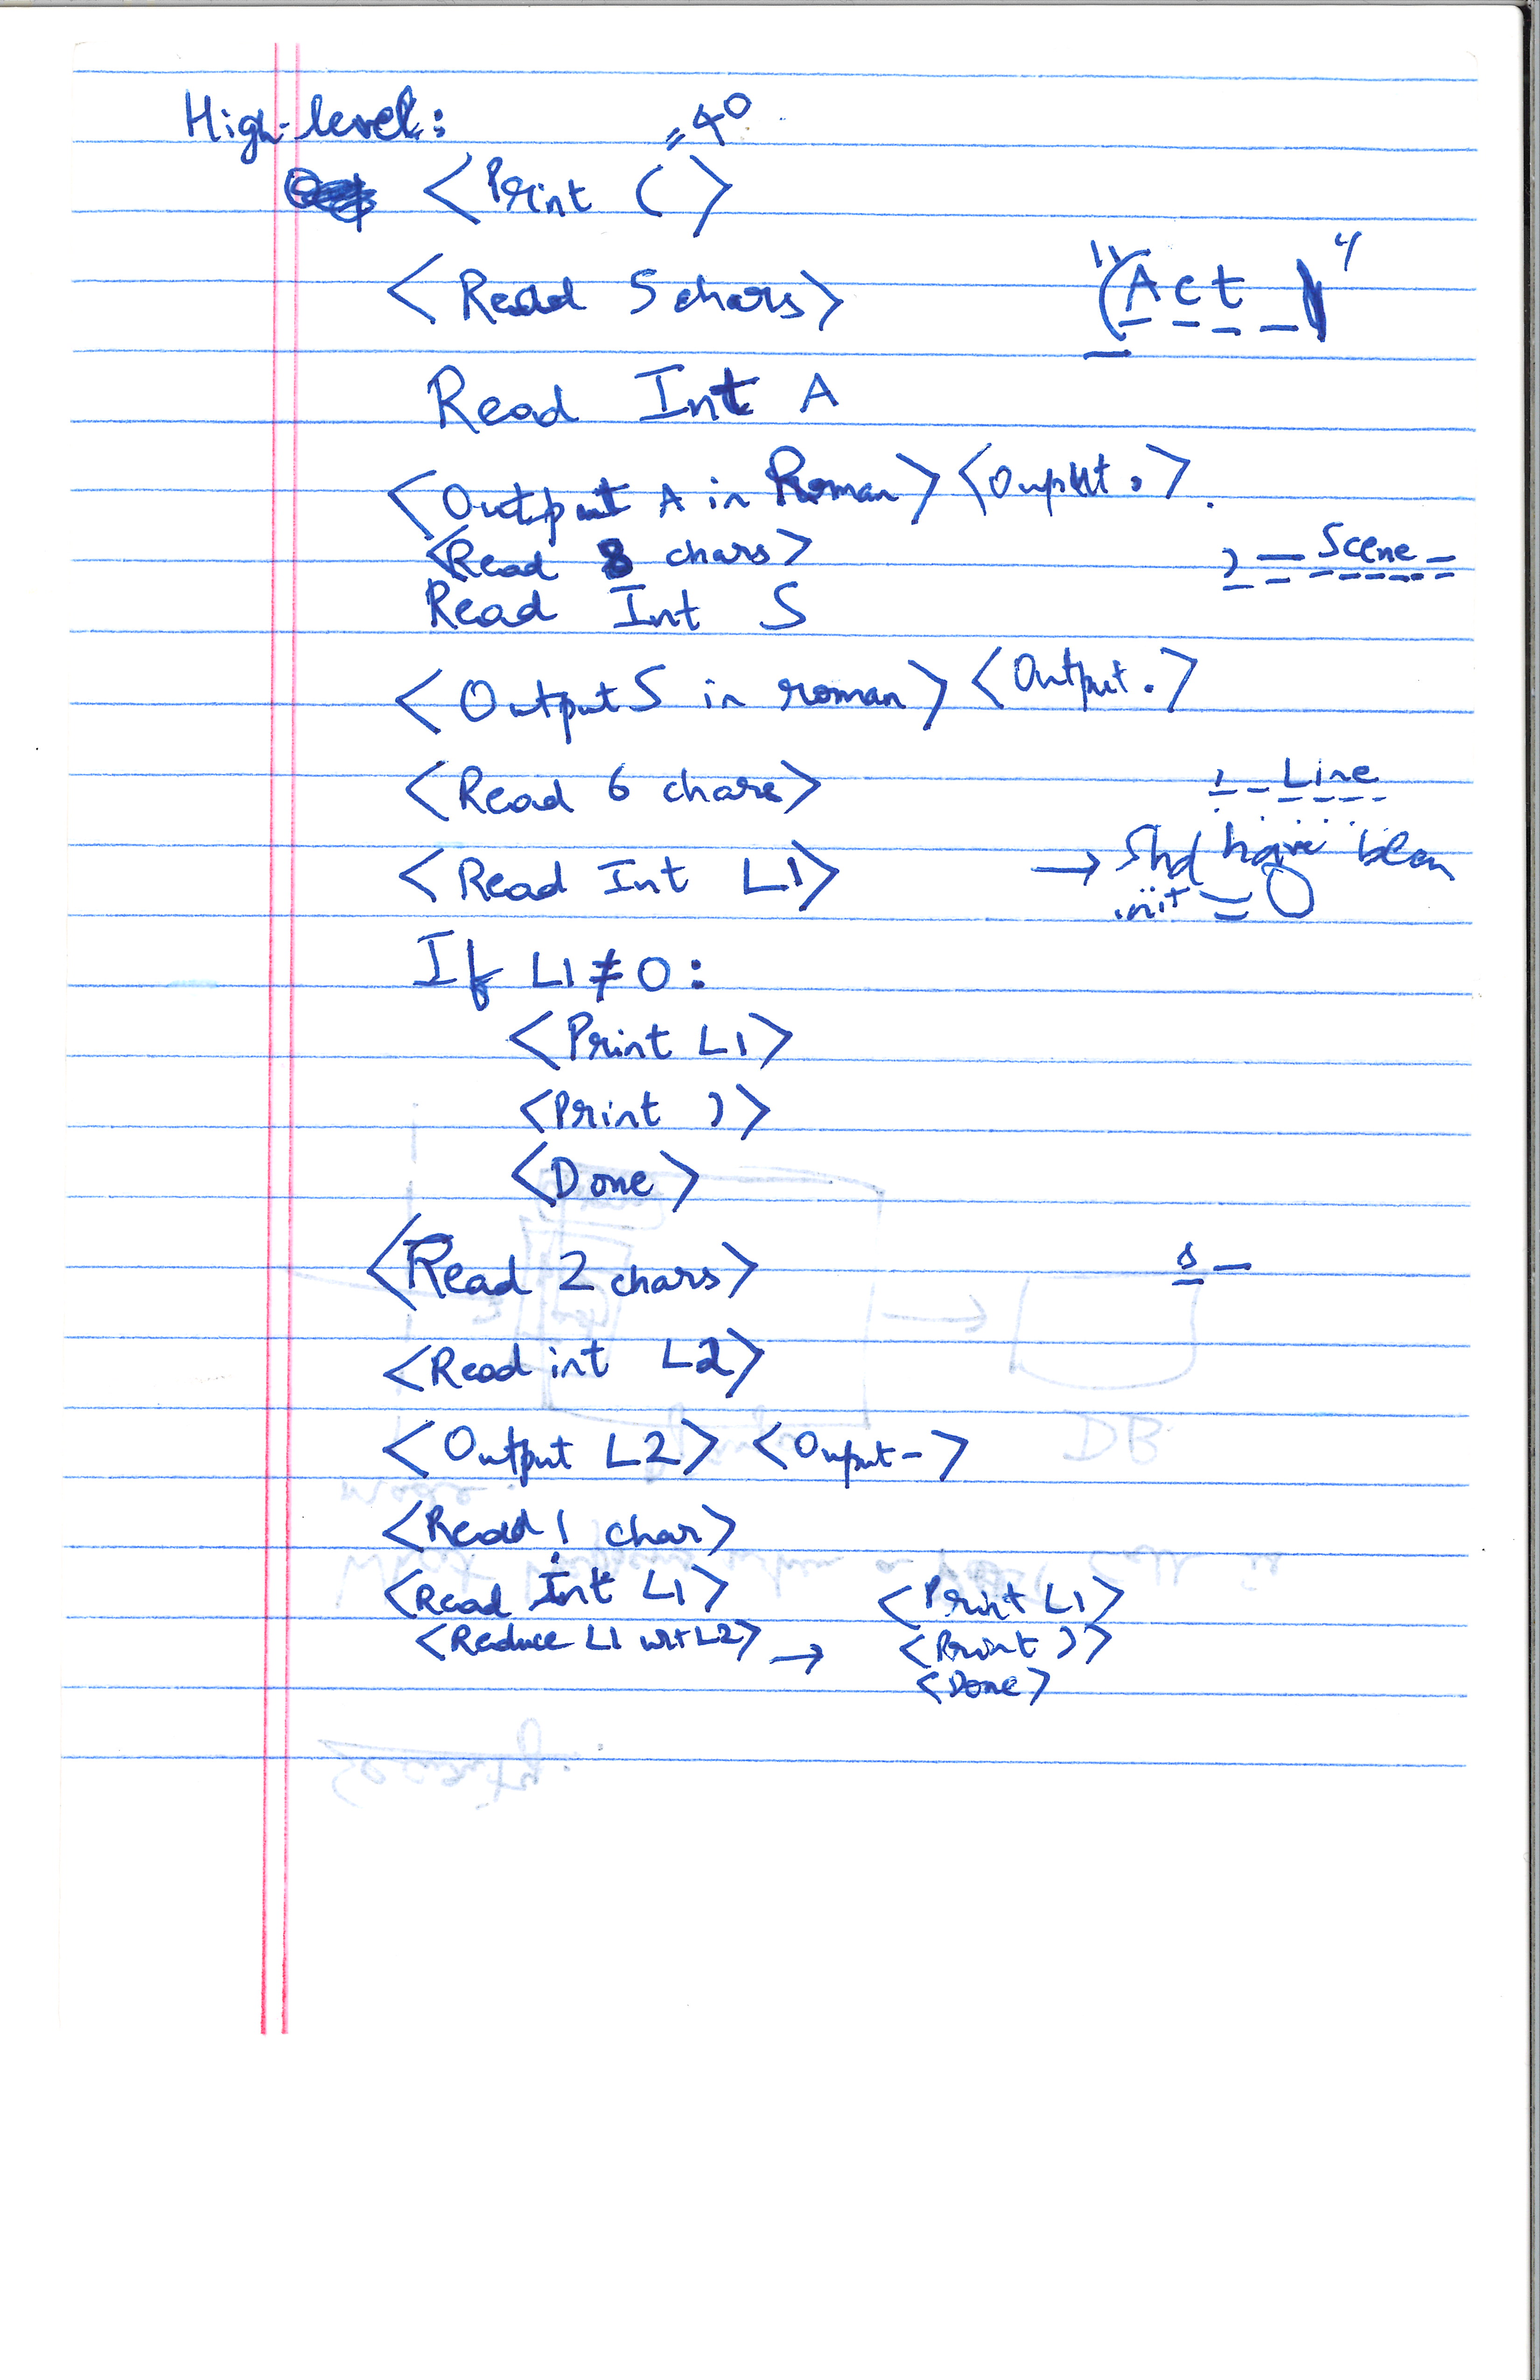 High-level:
= 40
<Print (>
<Read 5 chars> "(Act )"
Read Int A
<Output A in Roman> <Ouput .>
<Read 8 chars> , Scene
Read Int S
<Output S in roman> <Output .>
<Read 6 chars> , Line
<Read Int L1> → Shd have been
init = 0
If L1 ≠ 0:
<Print L1>
<Print )>
<Done>
<Read 2 chars> s
<Read int L2>
<Output L2> <Ouput ->
<Read 1 char>
<Read Int L1> <Print L1>
<Reduce L1 wrt L2> → <Print )>
<Done>